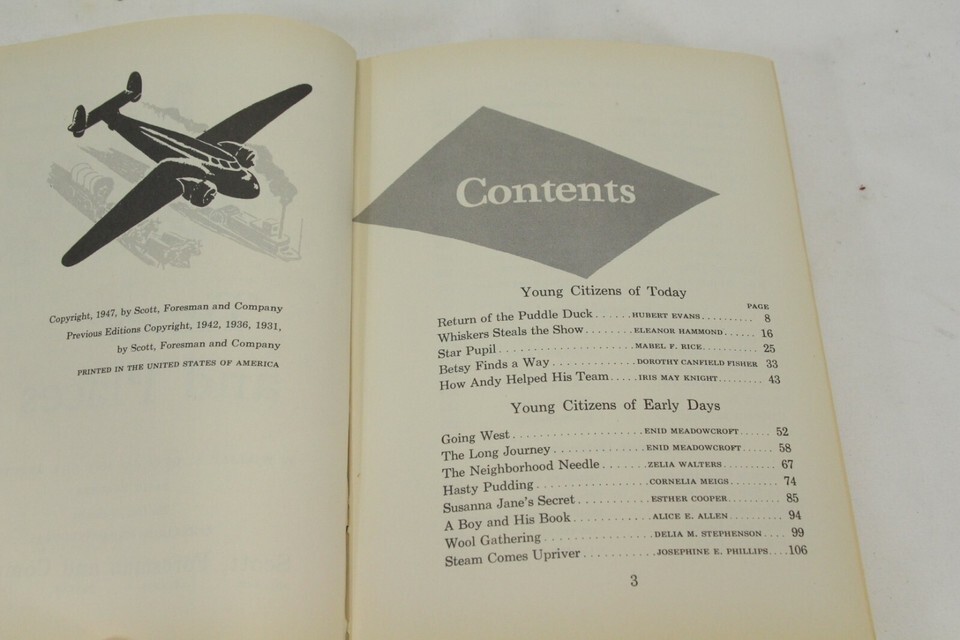 Copyright, 1947, by Scott, Foresman and Company
Previous Editions Copyright, 1942, 1936, 1931,
by Scott, Foresman and Company
PRINTED IN THE UNITED STATES OF AMERICA
Contents
Young Citizens of Today
PAGE
Return of the Puddle Duck......HUBERT EVANS.......... 8
Whiskers Steals the Show........ELEANOR HAMMOND...... 16
Star Pupil......................MABEL F. RICE.......... 25
Betsy Finds a Way.............DOROTHY CANFIELD FISHER 33
How Andy Helped His Team.....IRIS MAY KNIGHT......... 43
Young Citizens of Early Days
Going West.....................ENID MEADOWCROFT...... 52
The Long Journey...............ENID MEADOWCROFT...... 58
The Neighborhood Needle.......ZELIA WALTERS.......... 67
Hasty Pudding..................CORNELIA MEIGS......... 74
Susanna Jane's Secret...........ESTHER COOPER.......... 85
A Boy and His Book............ALICE E. ALLEN.......... 94
Wool Gathering.................DELIA M. STEPHENSON.... 99
Steam Comes Upriver...........JOSEPHINE E. PHILLIPS...106
3